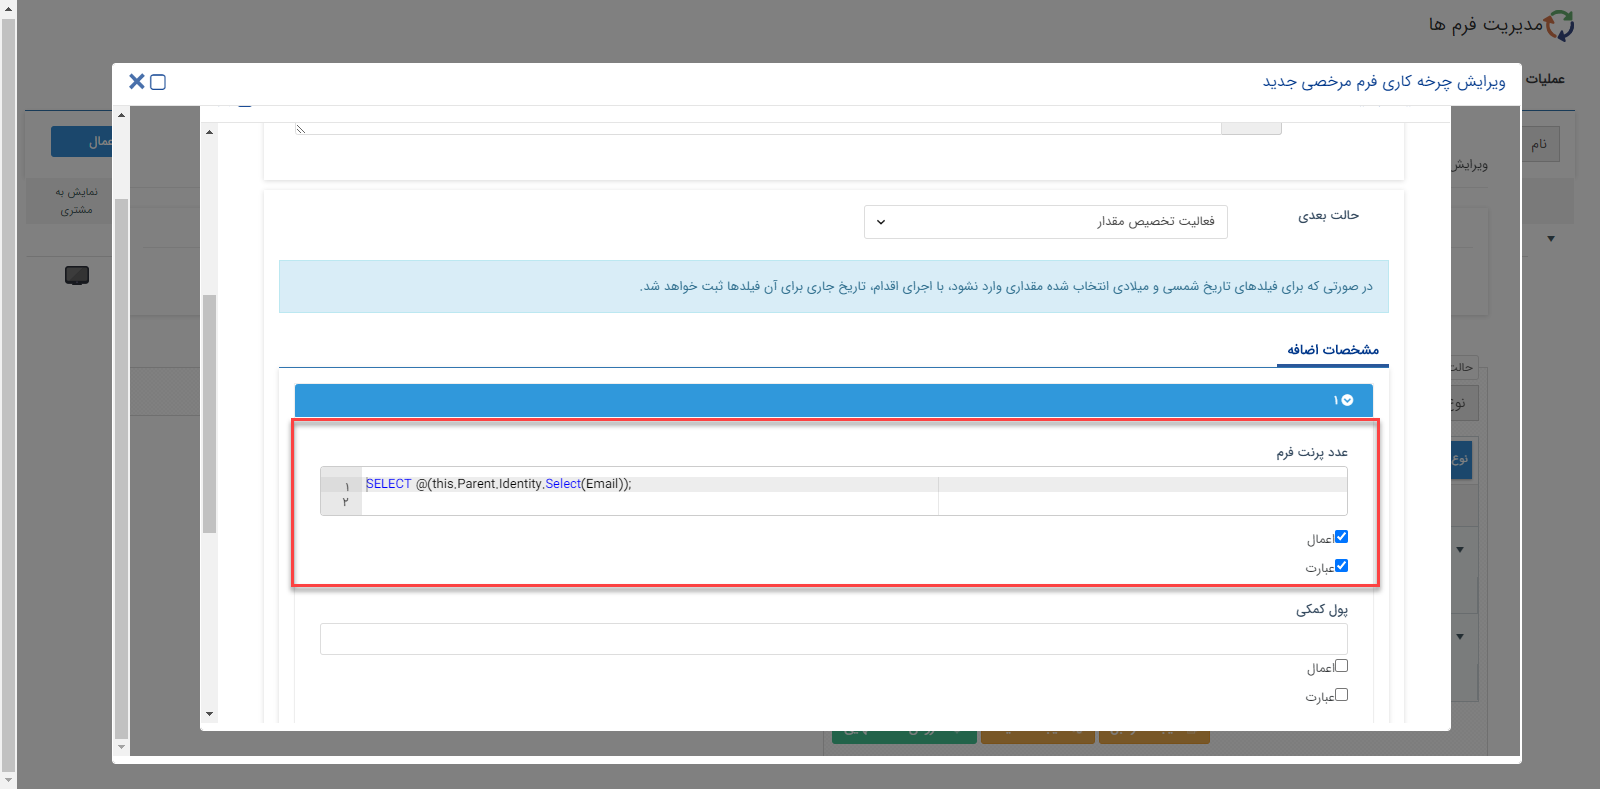 مدیریت فرم ها
عملیات
ویرایش چرخه کاری فرم مرخصی جدید
نام
ویرایش
نمایش به
مشتری
حالت بعدی
فعالیت تخصیص مقدار
در صورتی که برای فیلدهای تاریخ شمسی و میلادی انتخاب شده مقداری وارد نشود، با اجرای اقدام، تاریخ جاری برای آن فیلدها ثبت خواهد شد.
مشخصات اضافه
حالت
نوع
نوع
۱
عدد پرنت فرم
۱ SELECT @(this.Parent.Identity.Select(Email));
۲
اعمال
عبارت
پول کمکی
اعمال
عبارت